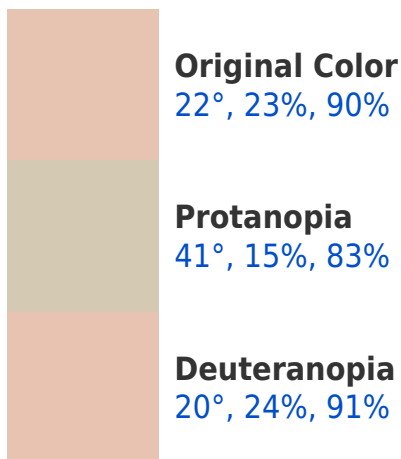 Original Color
22°, 23%, 90%
Protanopia
41°, 15%, 83%
Deuteranopia
20°, 24%, 91%